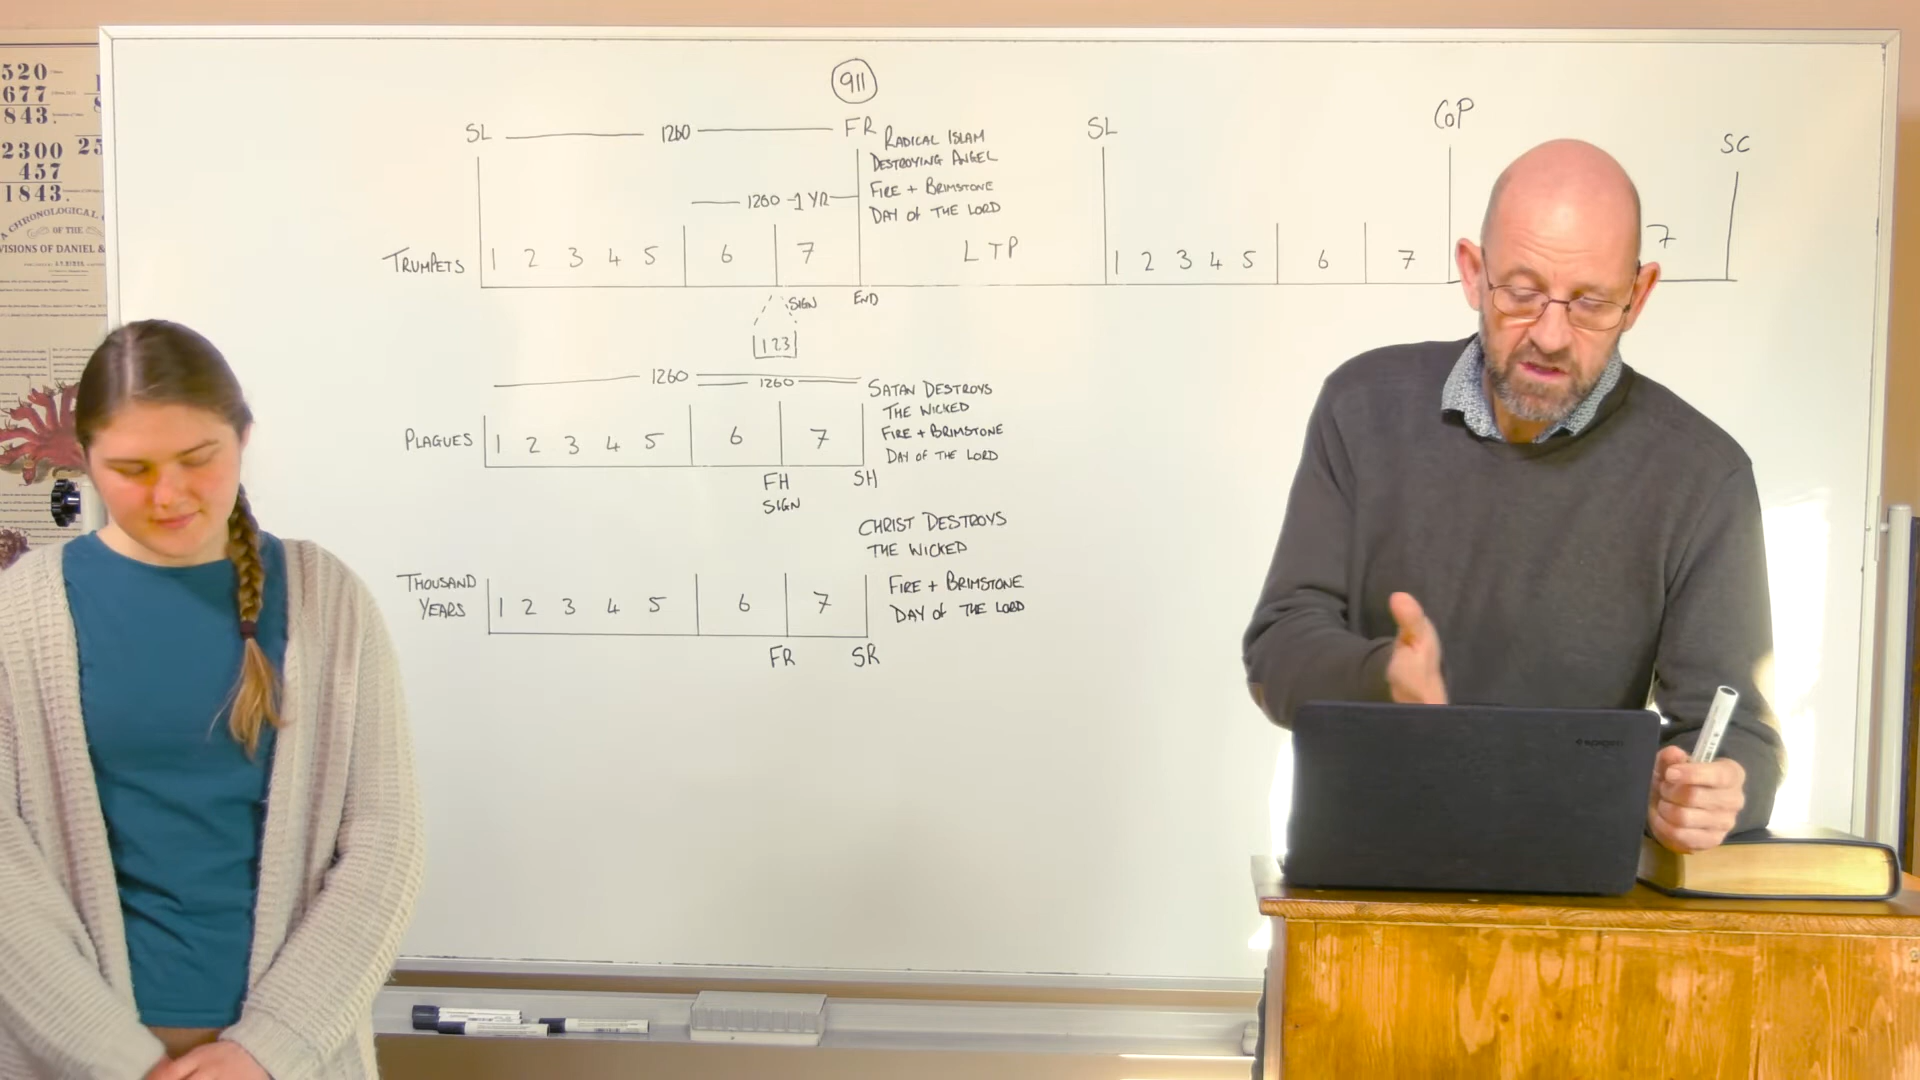 520
677
843.
2300
457
1843.
25
A CHRONOLOGICAL
OF THE
VISIONS OF DANIEL &
911
SL 1260 FR
RADICAL ISLAM
DESTROYING ANGEL
FIRE + BRIMSTONE
DAY OF THE LORD
1260 - 1 YR
TRUMPETS 1 2 3 4 5 6 7
LTP
SIGN END
123
SL CoP SC
1 2 3 4 5 6 7
7
1260 1260
SATAN DESTROYS
THE WICKED
FIRE + BRIMSTONE
DAY OF THE LORD
PLAGUES 1 2 3 4 5 6 7
FH SH
SIGN
CHRIST DESTROYS
THE WICKED
FIRE + BRIMSTONE
DAY OF THE LORD
THOUSAND
YEARS 1 2 3 4 5 6 7
FR SR